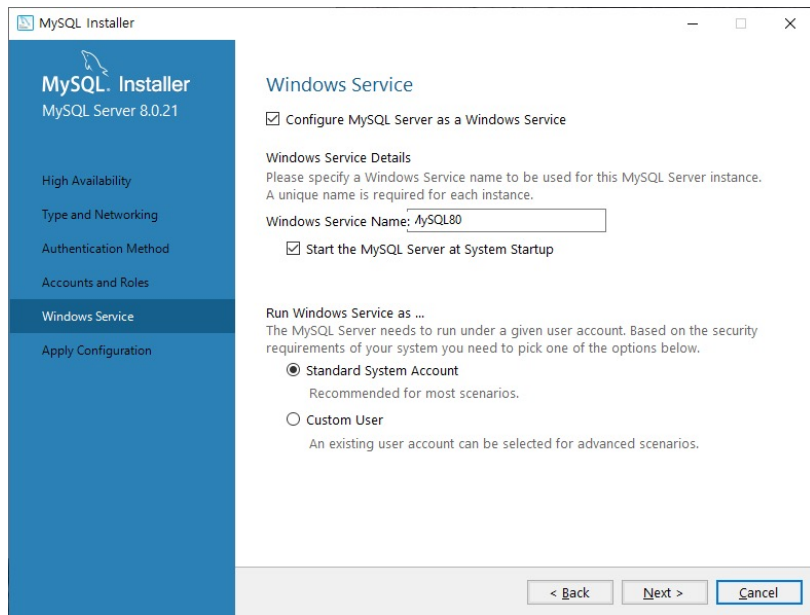 MySQL Installer
MySQL. Installer
MySQL Server 8.0.21
High Availability
Type and Networking
Authentication Method
Accounts and Roles
Windows Service
Apply Configuration
Windows Service
Configure MySQL Server as a Windows Service
Windows Service Details
Please specify a Windows Service name to be used for this MySQL Server instance.
A unique name is required for each instance.
Windows Service Name: MySQL80
Start the MySQL Server at System Startup
Run Windows Service as ...
The MySQL Server needs to run under a given user account. Based on the security
requirements of your system you need to pick one of the options below.
Standard System Account
Recommended for most scenarios.
Custom User
An existing user account can be selected for advanced scenarios.
< Back
Next >
Cancel